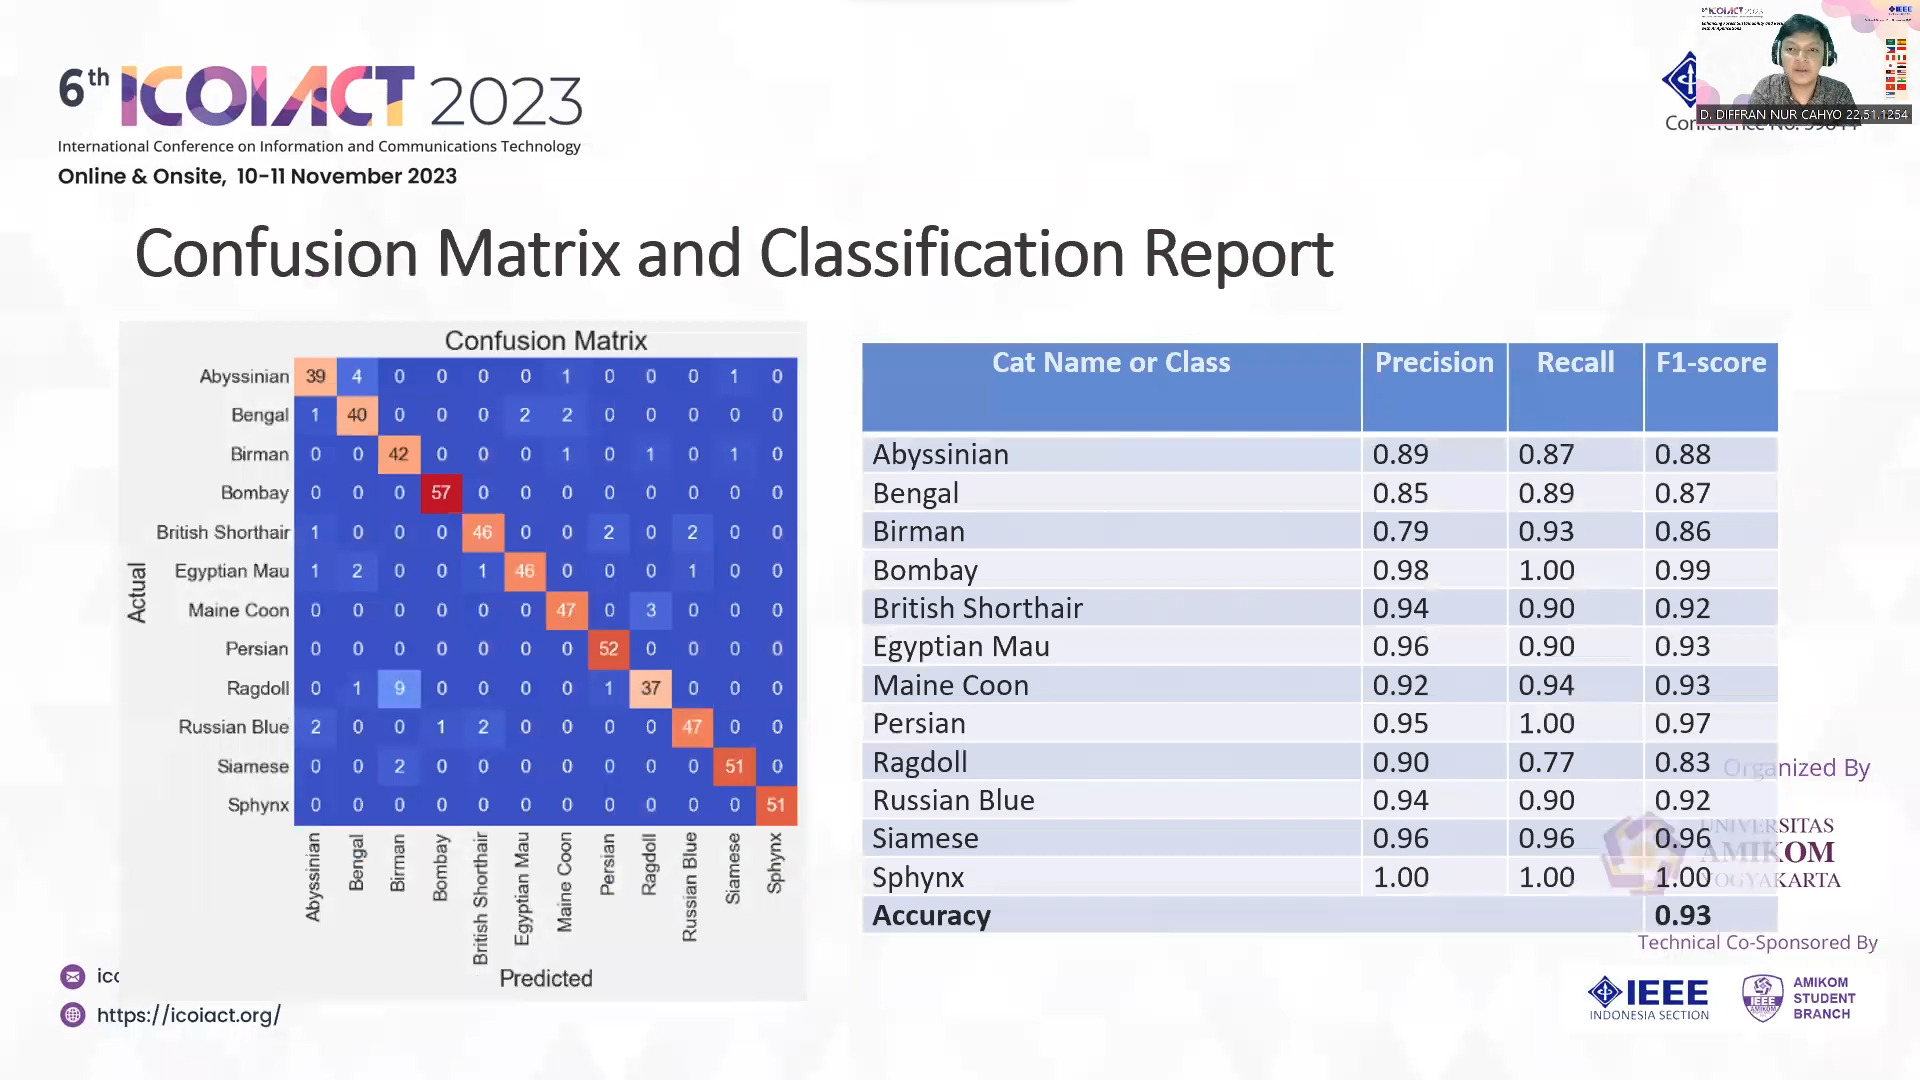 6th ICOIACT 2023
International Conference on Information and Communications Technology
Online & Onsite, 10-11 November 2023
6th ICOIACT 2023
IEEE
D. DIFFRAN NUR CAHYO 22.51.1254
Confusion Matrix and Classification Report
Confusion Matrix
Actual
Abyssinian 39 4 0 0 0 0 1 0 0 0 1 0
Bengal 1 40 0 0 0 2 2 0 0 0 0 0
Birman 0 0 42 0 0 0 1 0 1 0 1 0
Bombay 0 0 0 57 0 0 0 0 0 0 0 0
British Shorthair 1 0 0 0 46 0 0 2 0 2 0 0
Egyptian Mau 1 2 0 0 1 46 0 0 0 1 0 0
Maine Coon 0 0 0 0 0 0 47 0 3 0 0 0
Persian 0 0 0 0 0 0 0 52 0 0 0 0
Ragdoll 0 1 9 0 0 0 0 1 37 0 0 0
Russian Blue 2 0 0 1 2 0 0 0 0 47 0 0
Siamese 0 0 2 0 0 0 0 0 0 0 51 0
Sphynx 0 0 0 0 0 0 0 0 0 0 0 51
Abyssinian Bengal Birman Bombay British Shorthair Egyptian Mau Maine Coon Persian Ragdoll Russian Blue Siamese Sphynx
Predicted
Cat Name or Class Precision Recall F1-score
Abyssinian 0.89 0.87 0.88
Bengal 0.85 0.89 0.87
Birman 0.79 0.93 0.86
Bombay 0.98 1.00 0.99
British Shorthair 0.94 0.90 0.92
Egyptian Mau 0.96 0.90 0.93
Maine Coon 0.92 0.94 0.93
Persian 0.95 1.00 0.97
Ragdoll 0.90 0.77 0.83
Russian Blue 0.94 0.90 0.92
Siamese 0.96 0.96 0.96
Sphynx 1.00 1.00 1.00
Accuracy 0.93
Organized By
UNIVERSITAS
AMIKOM
YOGYAKARTA
Technical Co-Sponsored By
IEEE
INDONESIA SECTION
IEEE
AMIKOM
STUDENT
BRANCH
https://icoiact.org/